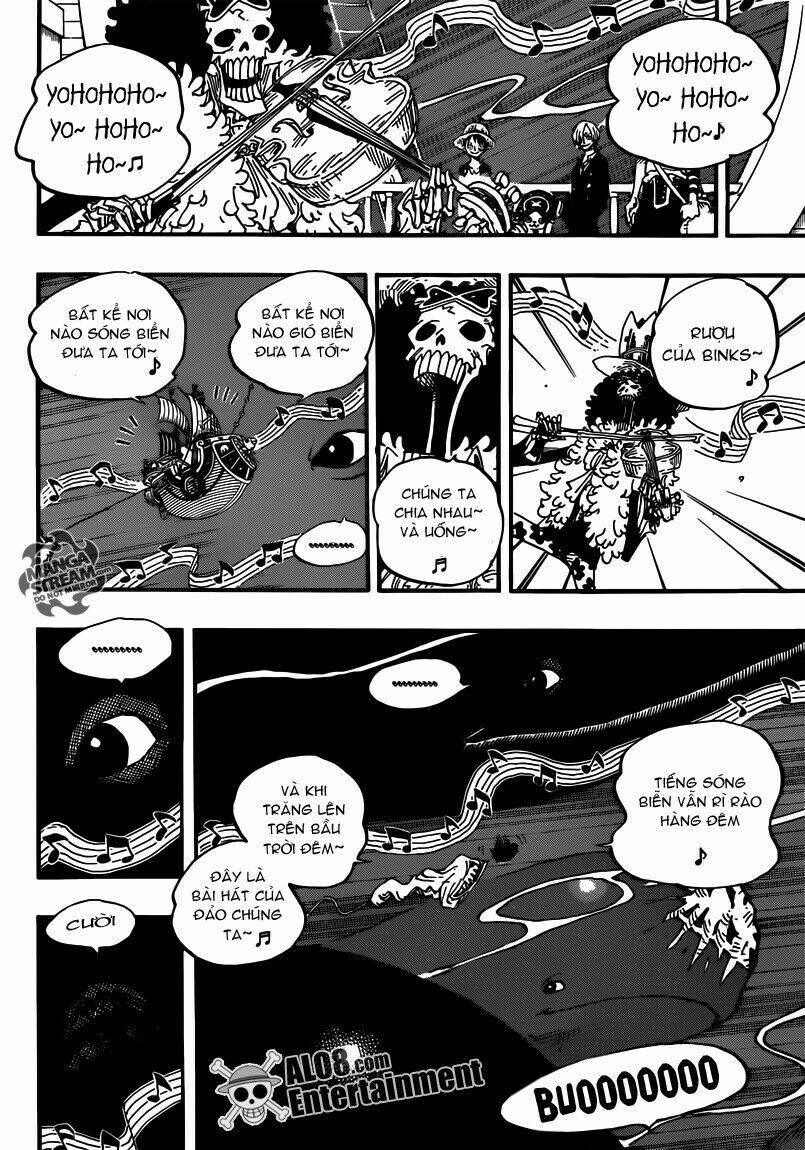 YOHOHOHO~
YO~ HOHO~
HO~♪
YOHOHOHO~
YO~ HOHO~
HO~♬
RƯỢU
CỦA BINKS~
♪
CHÚNG TA
CHIA NHAU~
VÀ UỐNG~
♬
BẤT KỂ NƠI
NÀO GIÓ BIỂN
ĐƯA TA TỚI~
BẤT KỂ NƠI
NÀO SÓNG BIỂN
ĐƯA TA TỚI~
♪
MANGA
STREAM.com
DO NOT MIRROR
TIẾNG SÓNG
BIỂN VẪN RÌ RÀO
HÀNG ĐÊM
♪
VÀ KHI
TRĂNG LÊN
TRÊN BẦU
TRỜI ĐÊM~
ĐÂY LÀ
BÀI HÁT CỦA
ĐẢO CHÚNG
TA~♬
BUOOOOOOO
CƯỜI
ALO8.com
Entertainment